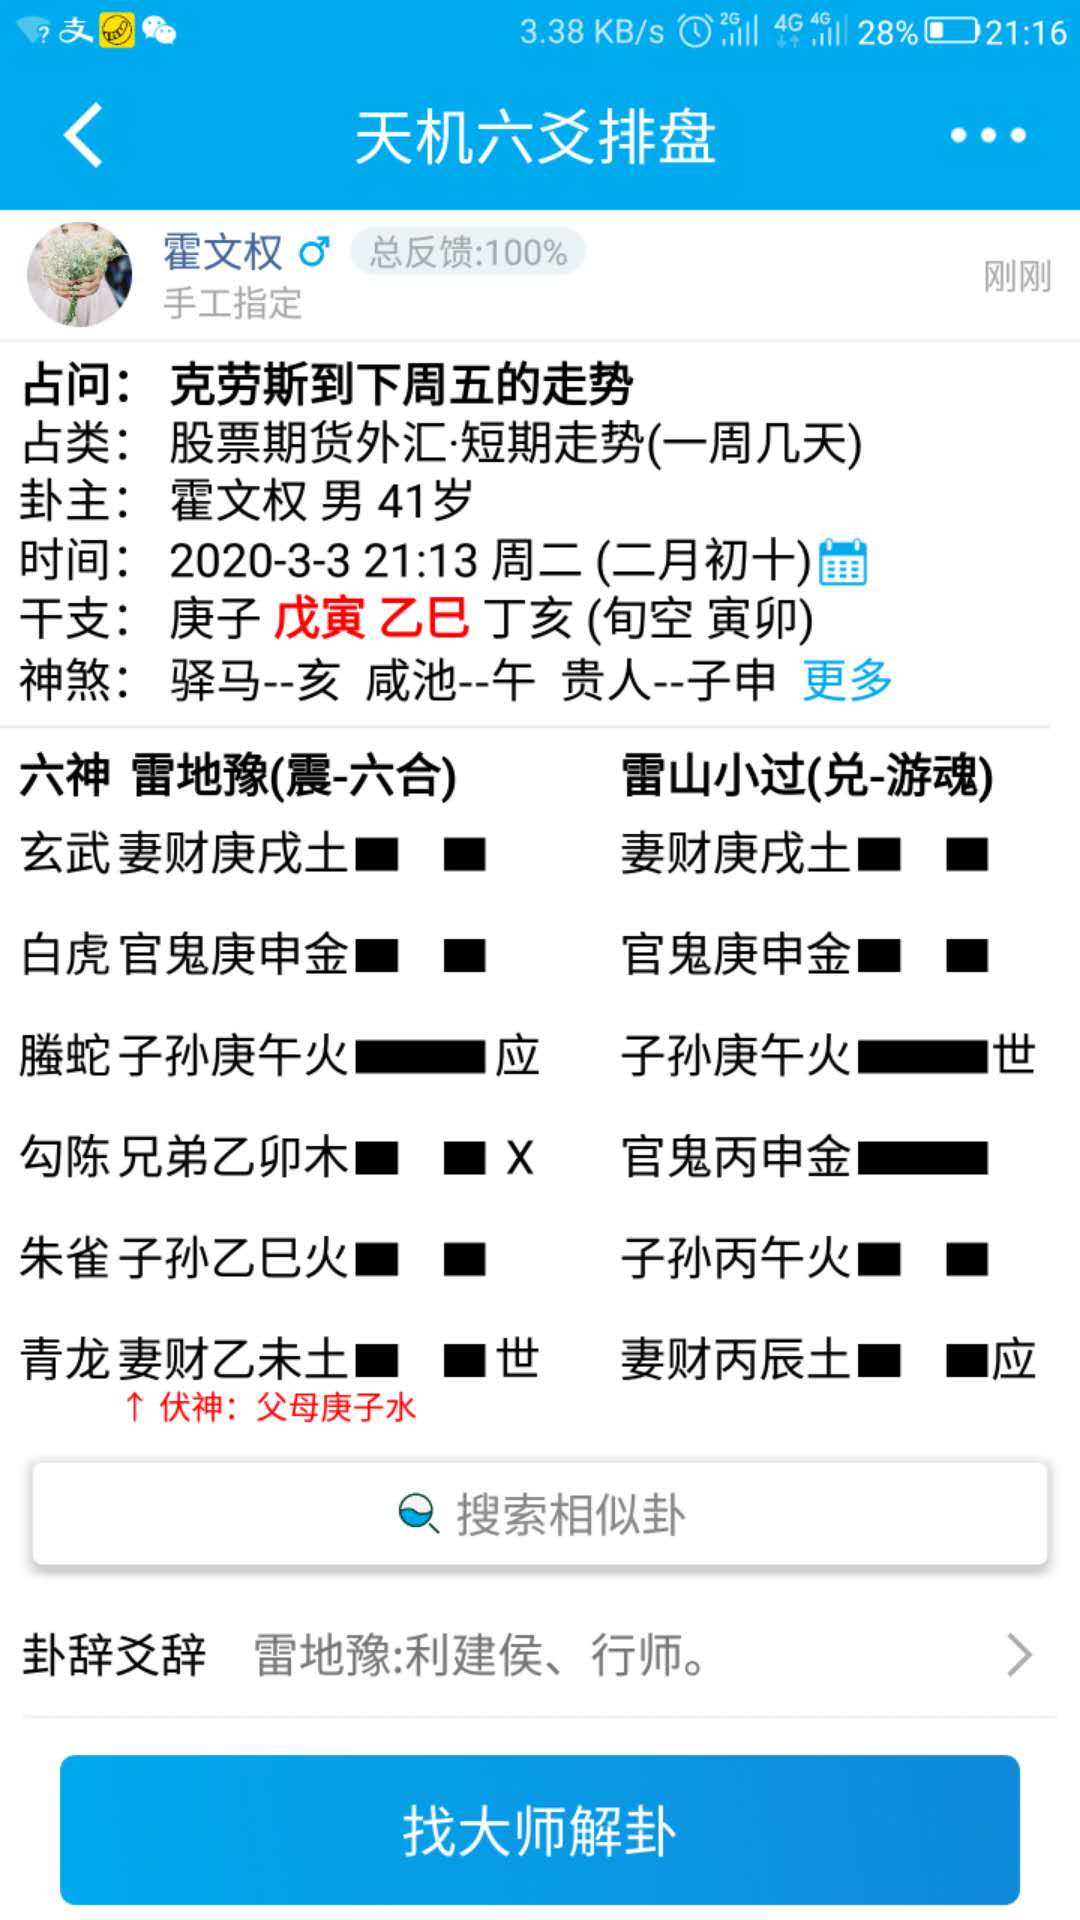 3.38 KB/s 2G 4G 4G 28% 21:16
天机六爻排盘
霍文权 ♂ 总反馈:100%
手工指定
刚刚
占问： 克劳斯到下周五的走势
占类： 股票期货外汇·短期走势(一周几天)
卦主： 霍文权 男 41岁
时间： 2020-3-3 21:13 周二 (二月初十)
干支： 庚子 戊寅 乙巳 丁亥 (旬空 寅卯)
神煞： 驿马--亥 咸池--午 贵人--子申 更多
六神 雷地豫(震-六合) 雷山小过(兑-游魂)
玄武 妻财庚戌土 妻财庚戌土
白虎 官鬼庚申金 官鬼庚申金
螣蛇 子孙庚午火 应 子孙庚午火 世
勾陈 兄弟乙卯木 X 官鬼丙申金
朱雀 子孙乙巳火 子孙丙午火
青龙 妻财乙未土 世 妻财丙辰土 应
↑ 伏神：父母庚子水
搜索相似卦
卦辞爻辞 雷地豫:利建侯、行师。
找大师解卦